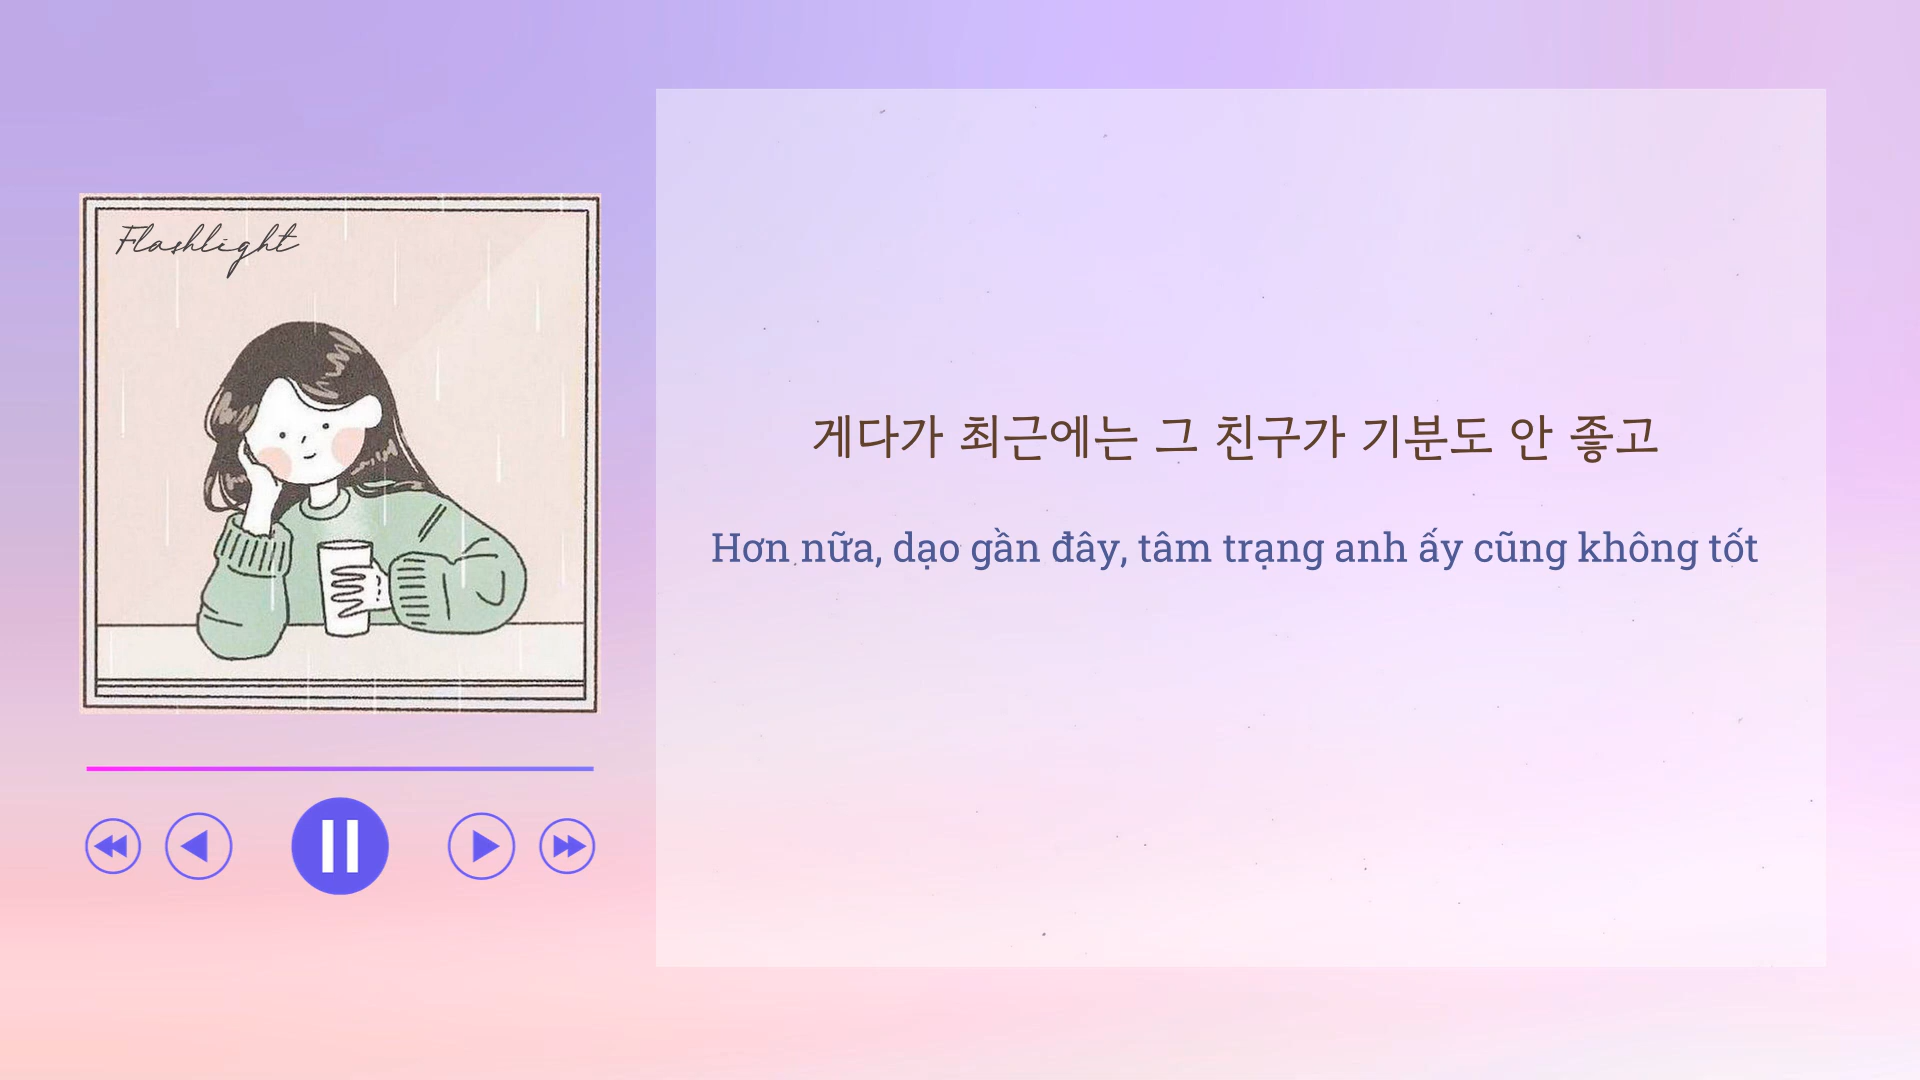 Flashlight
게다가 최근에는 그 친구가 기분도 안 좋고
Hơn nữa, dạo gần đây, tâm trạng anh ấy cũng không tốt